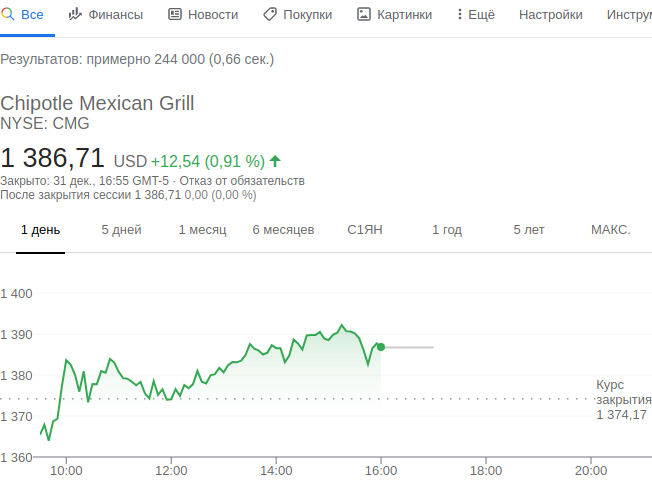 Все Финансы Новости Покупки Картинки Ещё Настройки
Результатов: примерно 244 000 (0,66 сек.)
Chipotle Mexican Grill
NYSE: CMG
1 386,71 USD +12,54 (0,91 %)
Закрыто: 31 дек., 16:55 GMT-5 · Отказ от обязательств
После закрытия сессии 1 386,71 0,00 (0,00 %)
1 день 5 дней 1 месяц 6 месяцев С1ЯН 1 год 5 лет МАКС.
1 400
1 390
1 380
1 370
1 360
Курс
закрытия
1 374,17
10:00 12:00 14:00 16:00 18:00 20:00